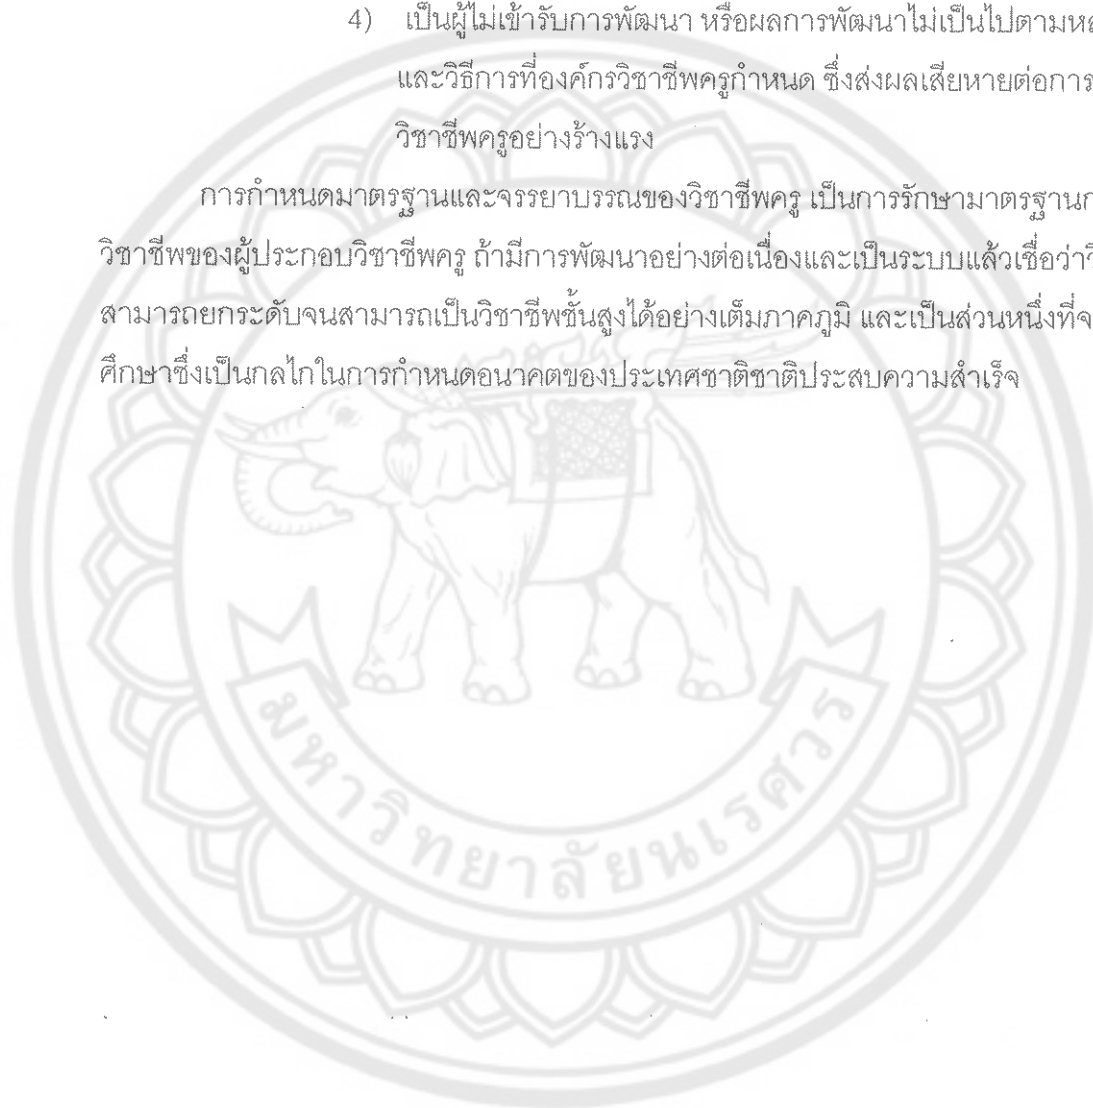 4) เป็นผู้ไม่เข้ารับการพัฒนา หรือผลการพัฒนาไม่เป็นไปตามหล
และวิธีการที่องค์กรวิชาชีพครูกำหนด ซึ่งส่งผลเสียหายต่อการ
วิชาชีพครูอย่างร้างแรง
การกำหนดมาตรฐานและจรรยาบรรณของวิชาชีพครู เป็นการรักษามาตรฐานก
วิชาชีพของผู้ประกอบวิชาชีพครู ถ้ามีการพัฒนาอย่างต่อเนื่องและเป็นระบบแล้วเชื่อว่าวิ
สามารถยกระดับจนสามารถเป็นวิชาชีพชั้นสูงได้อย่างเต็มภาคภูมิ และเป็นส่วนหนึ่งที่จ
ศึกษาซึ่งเป็นกลไกในการกำหนดอนาคตของประเทศชาติชาติประสบความสำเร็จ
มหาวิทยาลัยนเรศวร